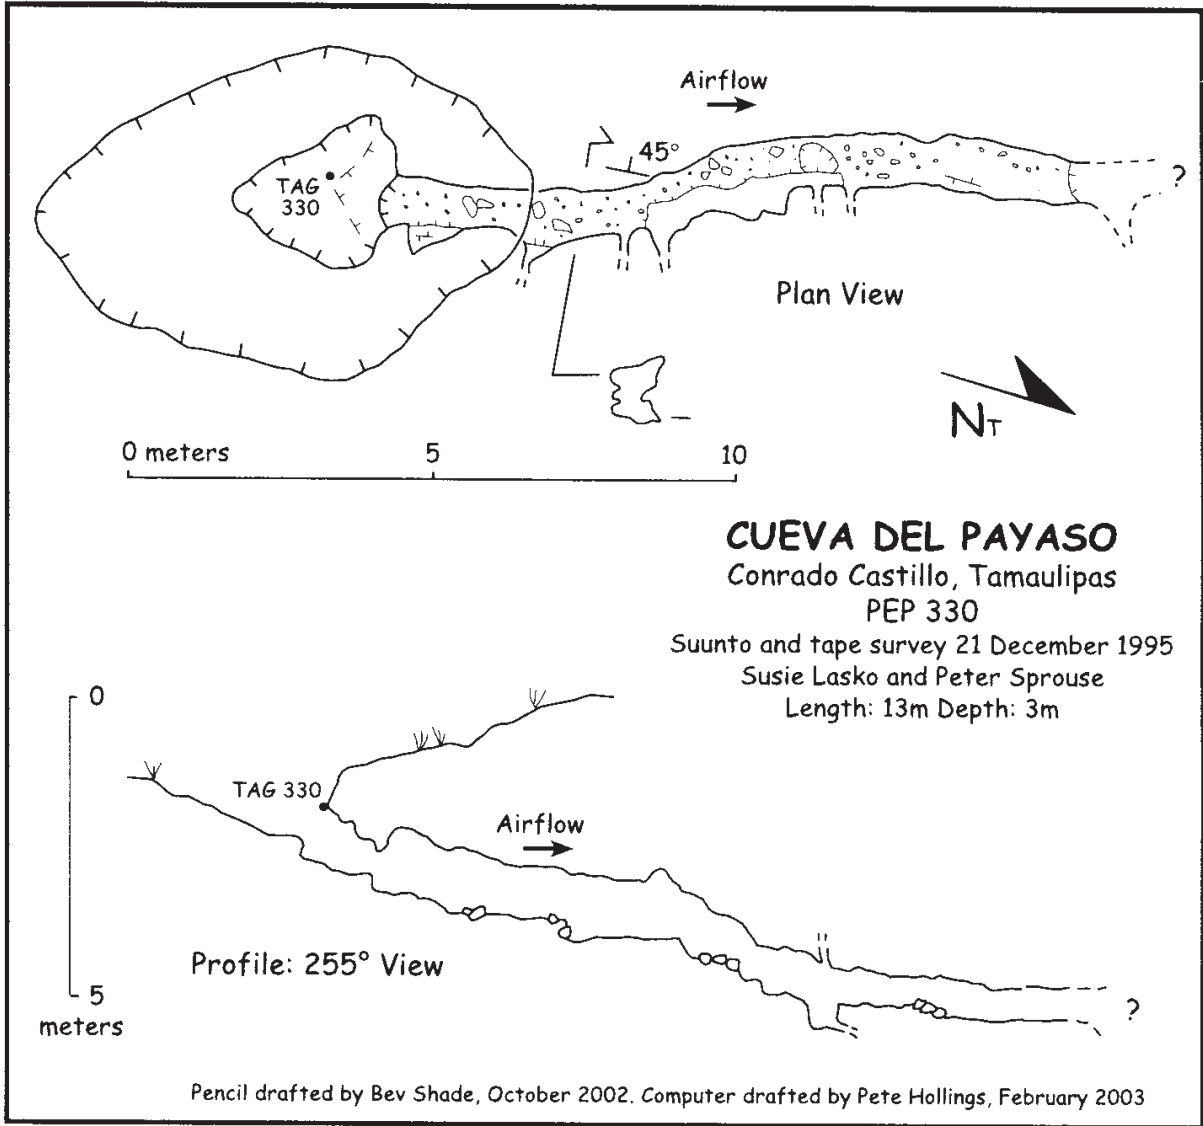 Airflow
TAG
330
45°
?
Plan View
NT
0 meters 5 10
CUEVA DEL PAYASO
Conrado Castillo, Tamaulipas
PEP 330
Suunto and tape survey 21 December 1995
Susie Lasko and Peter Sprouse
Length: 13m Depth: 3m
0
TAG 330
Airflow
Profile: 255° View
5
meters
?
Pencil drafted by Bev Shade, October 2002. Computer drafted by Pete Hollings, February 2003